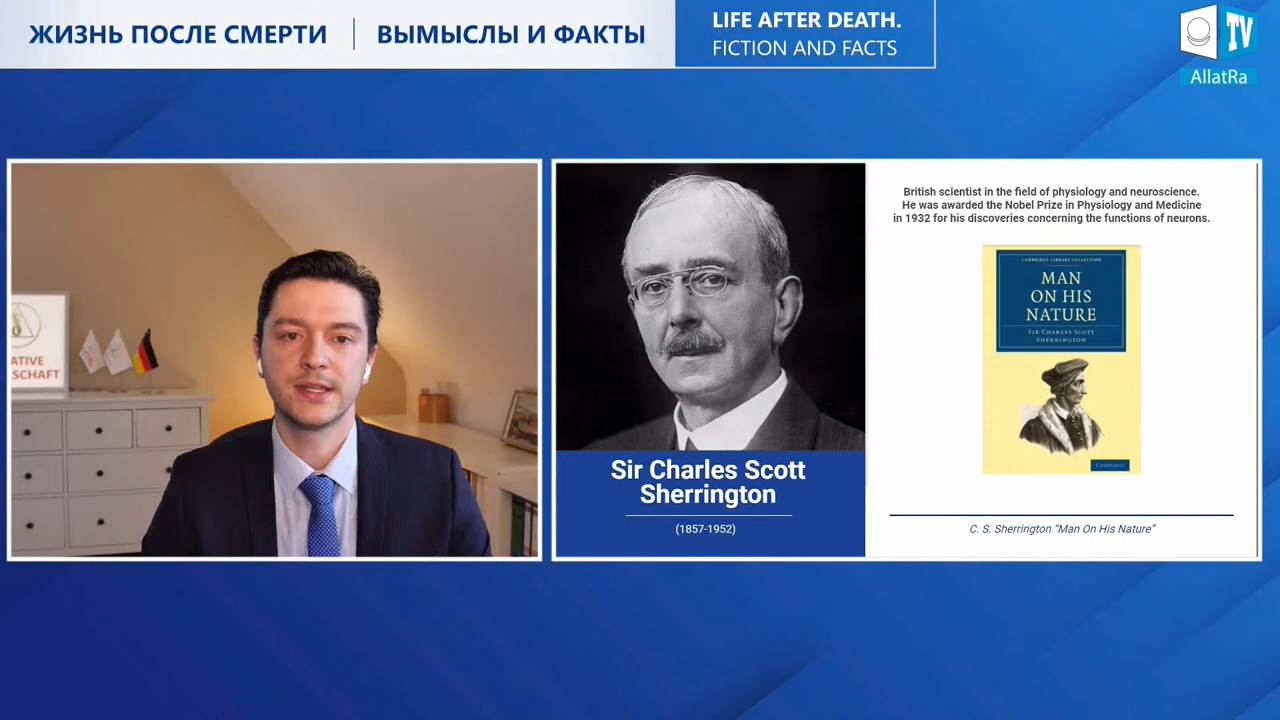 ЖИЗНЬ ПОСЛЕ СМЕРТИ
ВЫМЫСЛЫ И ФАКТЫ
LIFE AFTER DEATH.
FICTION AND FACTS
TV
AllatRa
ATIVE
SCHAFT
Sir Charles Scott
Sherrington
(1857-1952)
British scientist in the field of physiology and neuroscience.
He was awarded the Nobel Prize in Physiology and Medicine
in 1932 for his discoveries concerning the functions of neurons.
CAMBRIDGE LIBRARY COLLECTION
MAN
ON HIS
NATURE
SIR CHARLES SCOTT
SHERRINGTON
CAMBRIDGE
C. S. Sherrington “Man On His Nature”